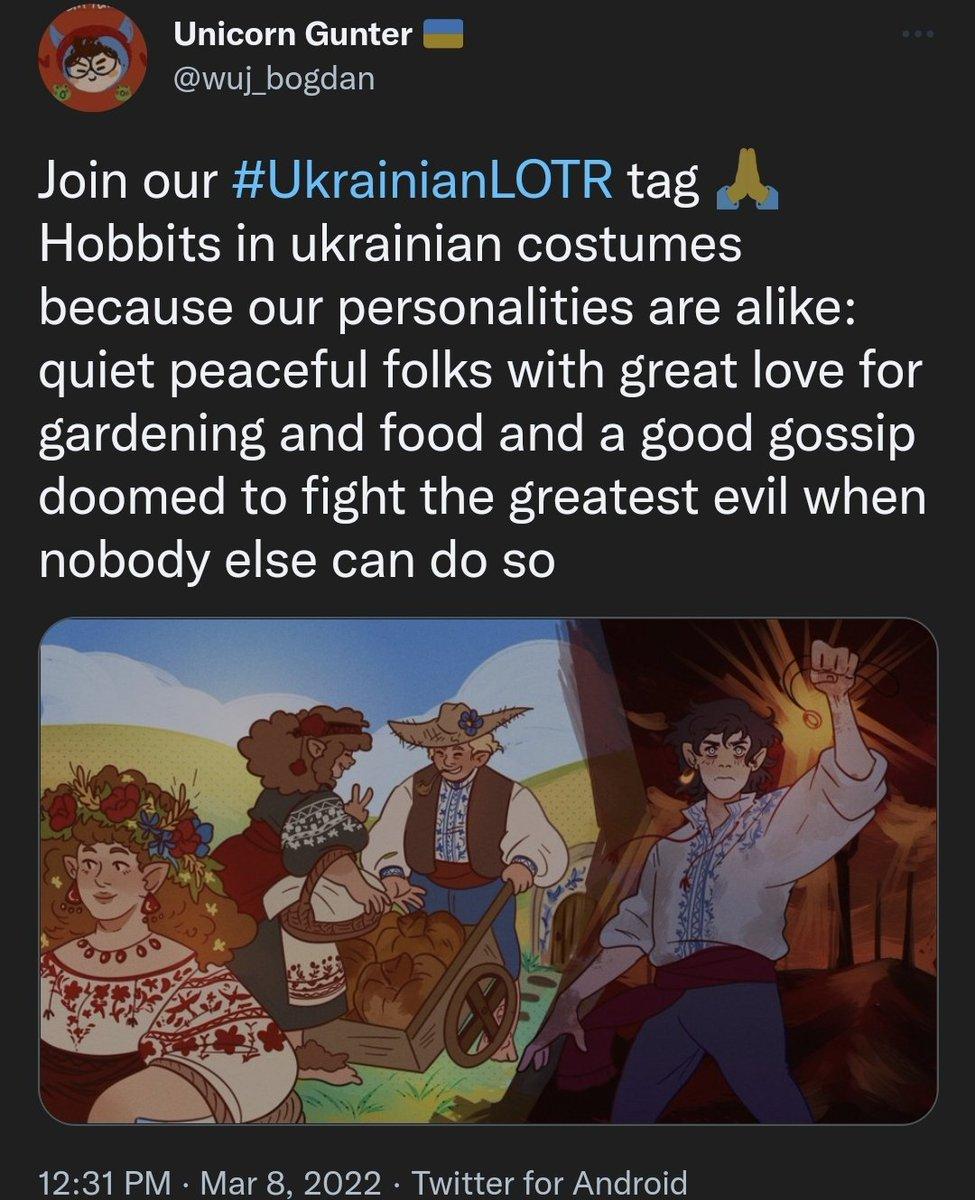 Unicorn Gunter 🇺🇦
@wuj_bogdan
Join our #UkrainianLOTR tag 🙏
Hobbits in ukrainian costumes
because our personalities are alike:
quiet peaceful folks with great love for
gardening and food and a good gossip
doomed to fight the greatest evil when
nobody else can do so
12:31 PM · Mar 8, 2022 · Twitter for Android